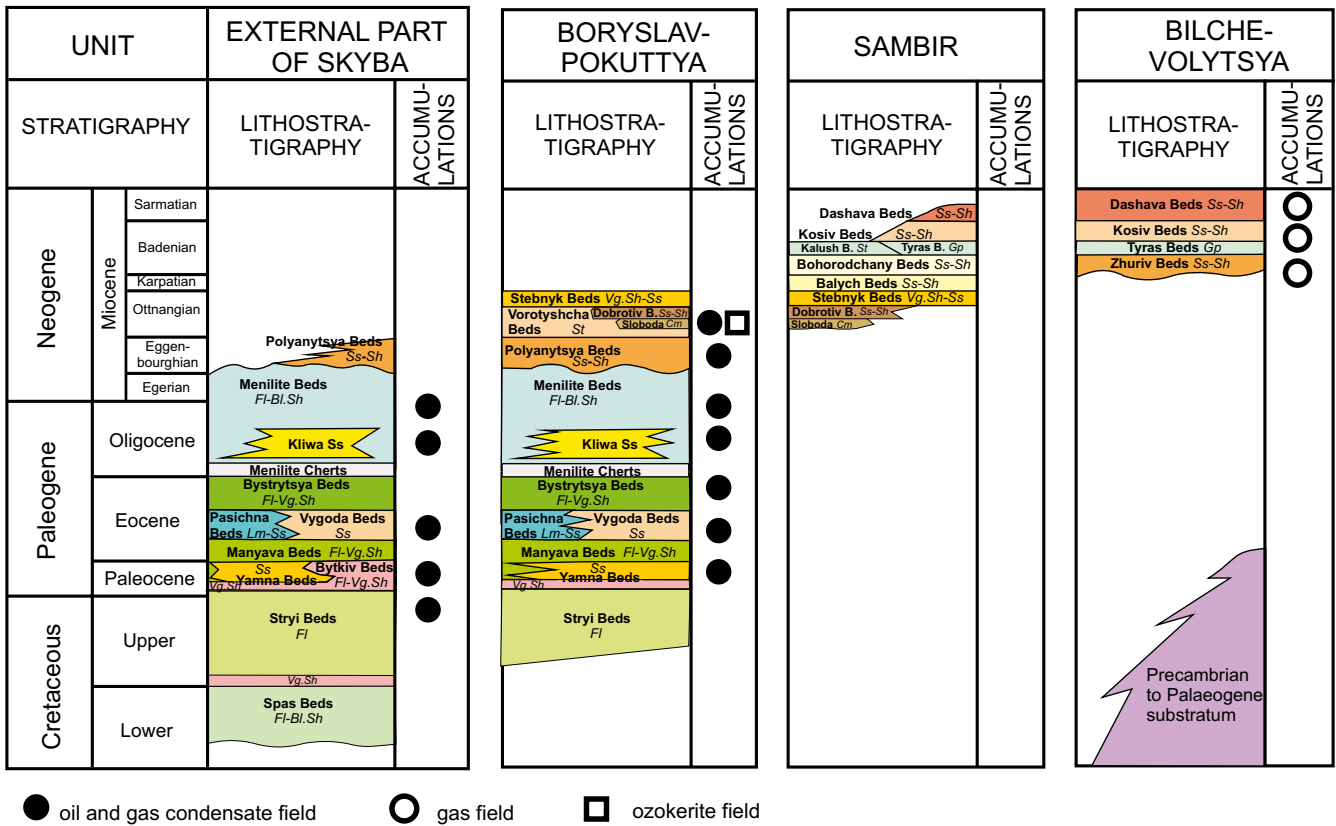 UNIT
EXTERNAL PART
OF SKYBA
STRATIGRAPHY
LITHOSTRA-
TIGRAPHY
ACCUMU-
LATIONS
Neogene
Miocene
Sarmatian
Badenian
Karpatian
Ottnangian
Eggen-
bourghian
Egerian
Paleogene
Oligocene
Eocene
Paleocene
Cretaceous
Upper
Lower
Polyanytsya Beds
Ss-Sh
Menilite Beds
Fl-Bl.Sh
Kliwa Ss
Menilite Cherts
Bystrytsya Beds
Fl-Vg.Sh
Pasichna
Beds Lm-Ss
Vygoda Beds
Ss
Manyava Beds Fl-Vg.Sh
Ss
Yamna Beds
Vg.Sh
Bytkiv Beds
Fl-Vg.Sh
Stryi Beds
Fl
Vg.Sh
Spas Beds
Fl-Bl.Sh
BORYSLAV-
POKUTTYA
LITHOSTRA-
TIGRAPHY
ACCUMU-
LATIONS
Stebnyk Beds Vg.Sh-Ss
Vorotyshcha
Beds St
Dobrotiv B. Ss-Sh
Sloboda Cm
Polyanytsya Beds
Ss-Sh
Menilite Beds
Fl-Bl.Sh
Kliwa Ss
Menilite Cherts
Bystrytsya Beds
Fl-Vg.Sh
Pasichna
Beds Lm-Ss
Vygoda Beds
Ss
Manyava Beds Fl-Vg.Sh
Ss
Yamna Beds
Vg.Sh
Stryi Beds
Fl
SAMBIR
LITHOSTRA-
TIGRAPHY
ACCUMU-
LATIONS
Dashava Beds Ss-Sh
Kosiv Beds Ss-Sh
Kalush B. St
Tyras B. Gp
Bohorodchany Beds Ss-Sh
Balych Beds Ss-Sh
Stebnyk Beds Vg.Sh-Ss
Dobrotiv B. Ss-Sh
Sloboda Cm
BILCHE-
VOLYTSYA
LITHOSTRA-
TIGRAPHY
ACCUMU-
LATIONS
Dashava Beds Ss-Sh
Kosiv Beds Ss-Sh
Tyras Beds Gp
Zhuriv Beds Ss-Sh
Precambrian
to Palaeogene
substratum
oil and gas condensate field
gas field
ozokerite field